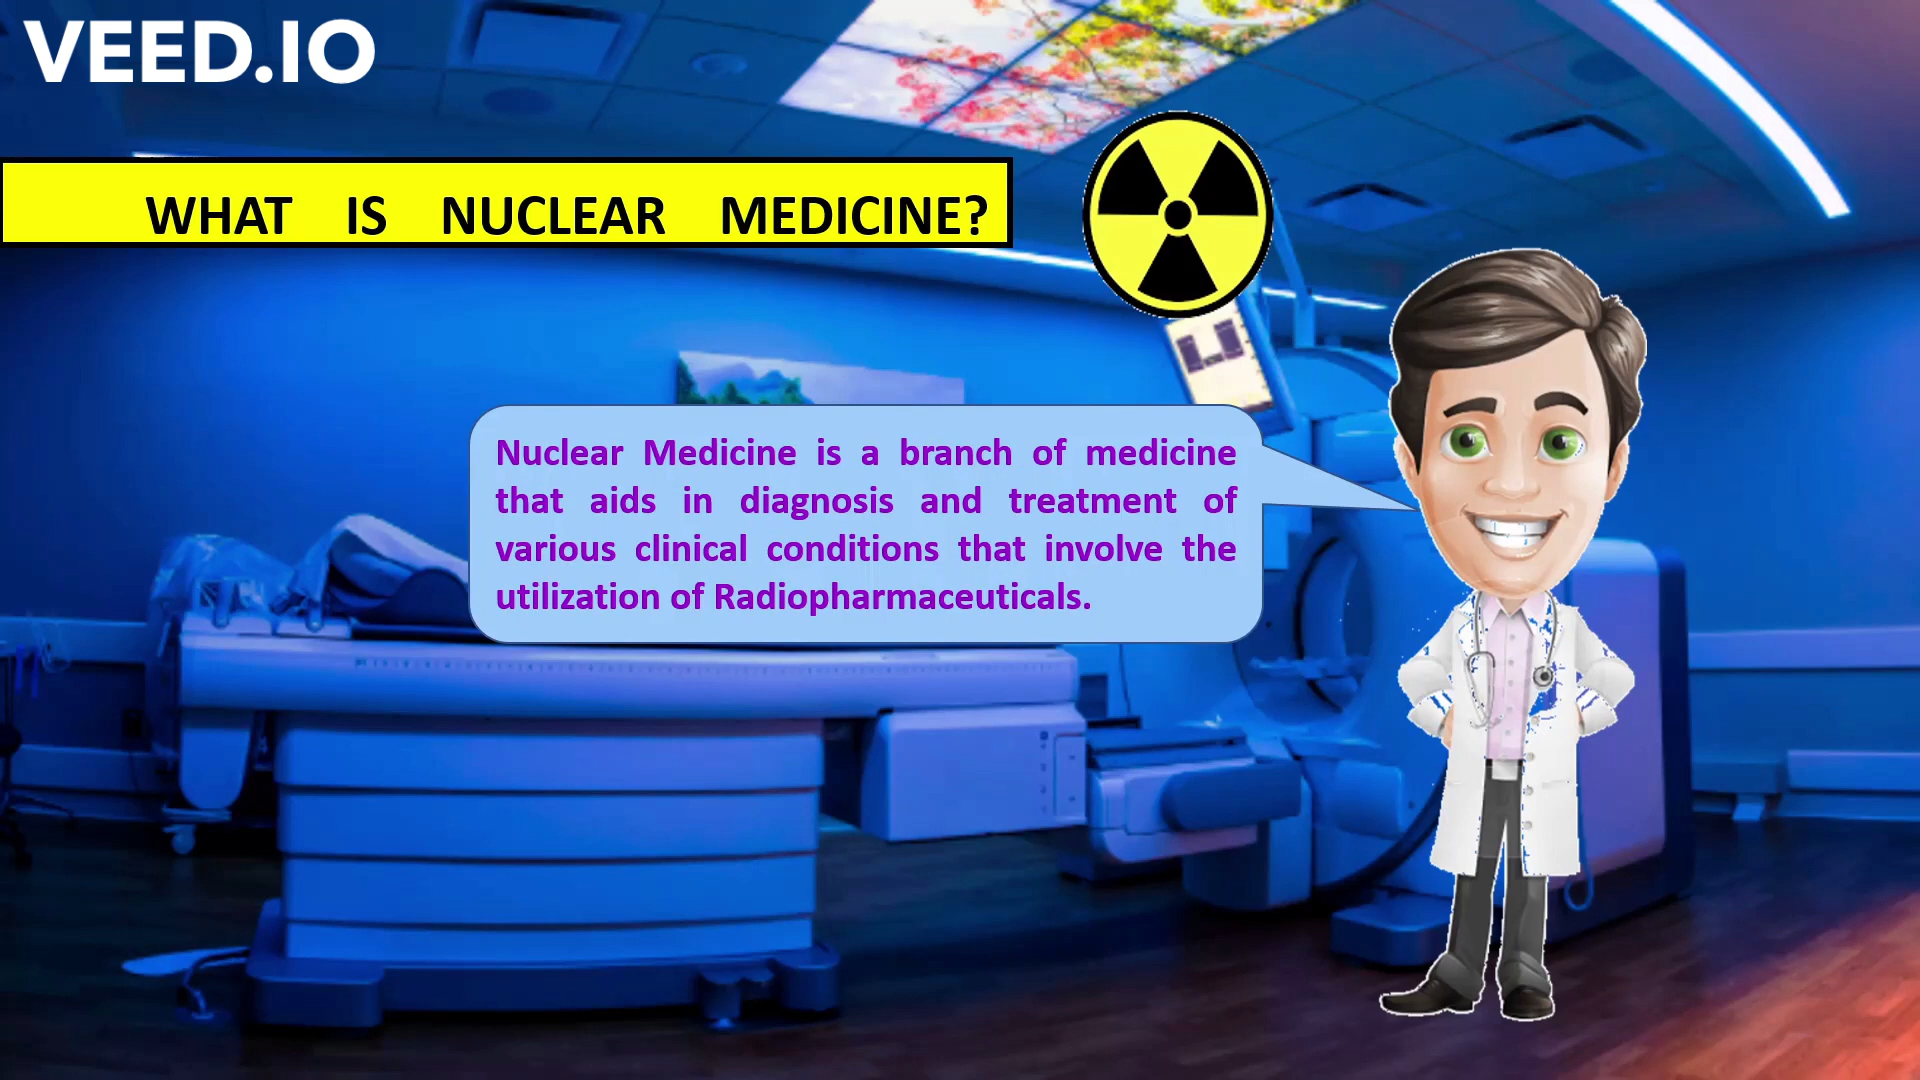 VEED.IO
WHAT IS NUCLEAR MEDICINE?
Nuclear Medicine is a branch of medicine
that aids in diagnosis and treatment of
various clinical conditions that involve the
utilization of Radiopharmaceuticals.